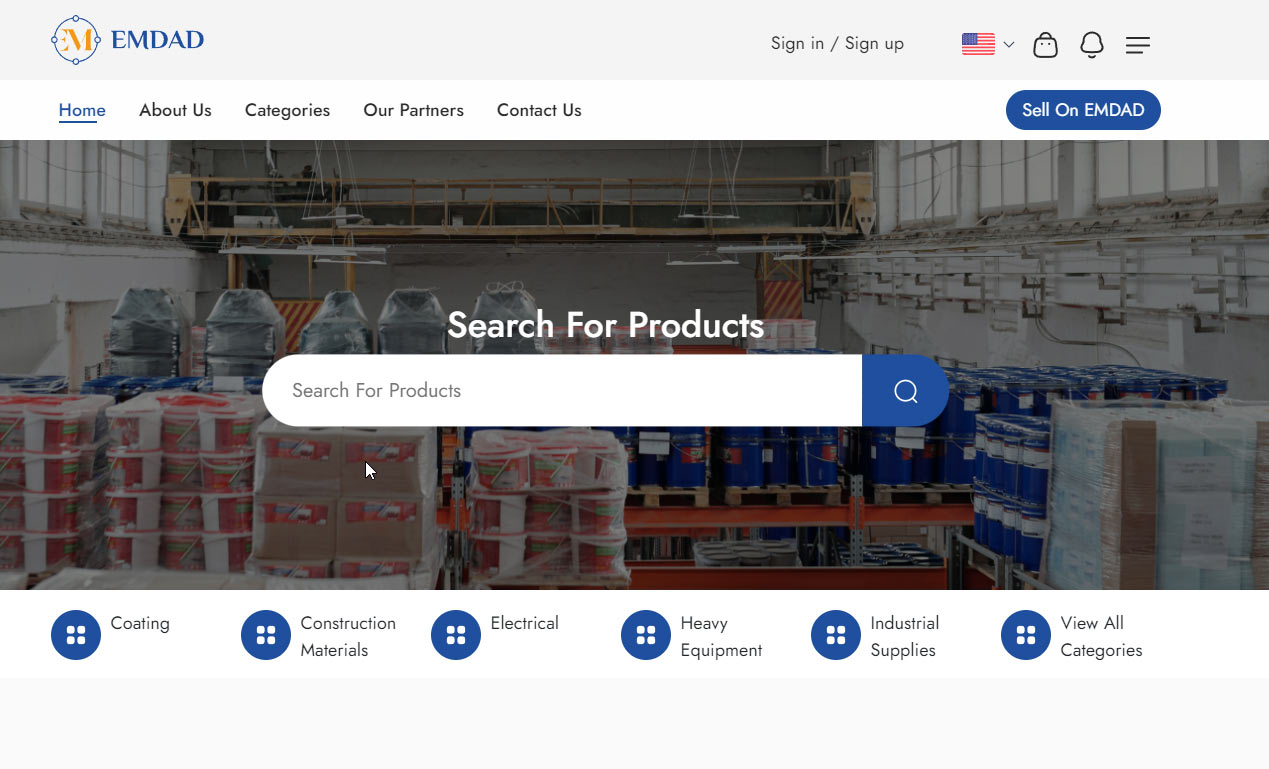 EM EMDAD
Sign in / Sign up
Home About Us Categories Our Partners Contact Us
Sell On EMDAD
Search For Products
Search For Products
Coating
Construction
Materials
Electrical
Heavy
Equipment
Industrial
Supplies
View All
Categories